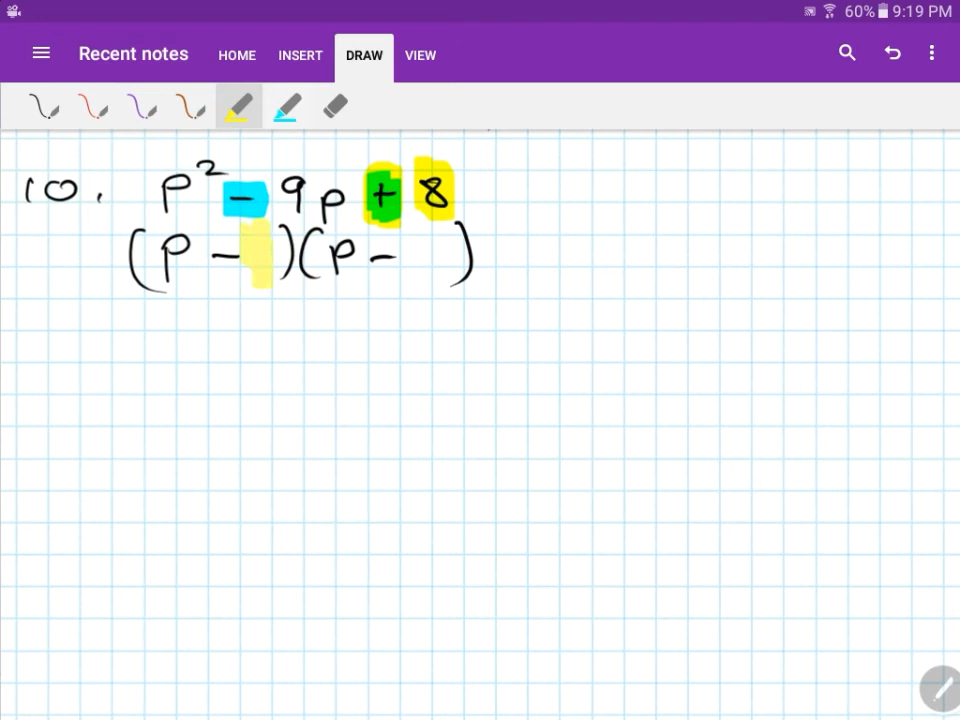 60% 9:19 PM
Recent notes HOME INSERT DRAW VIEW
10. p² - 9p + 8
(p - )(p - )